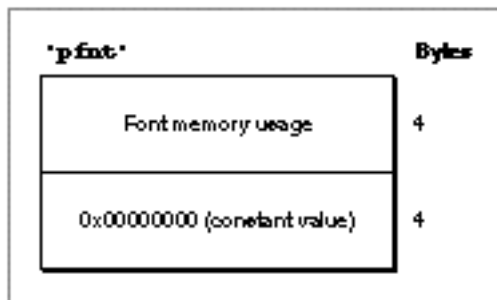 'pfnt' Bytes
Font memory usage 4
0x00000000 (constant value) 4